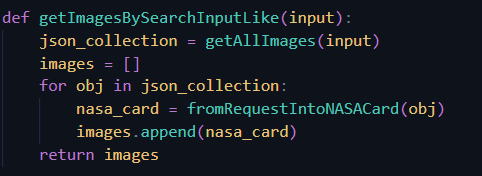 def getImagesBySearchInputLike(input):
    json_collection = getAllImages(input)
    images = []
    for obj in json_collection:
        nasa_card = fromRequestIntoNASACard(obj)
        images.append(nasa_card)
    return images